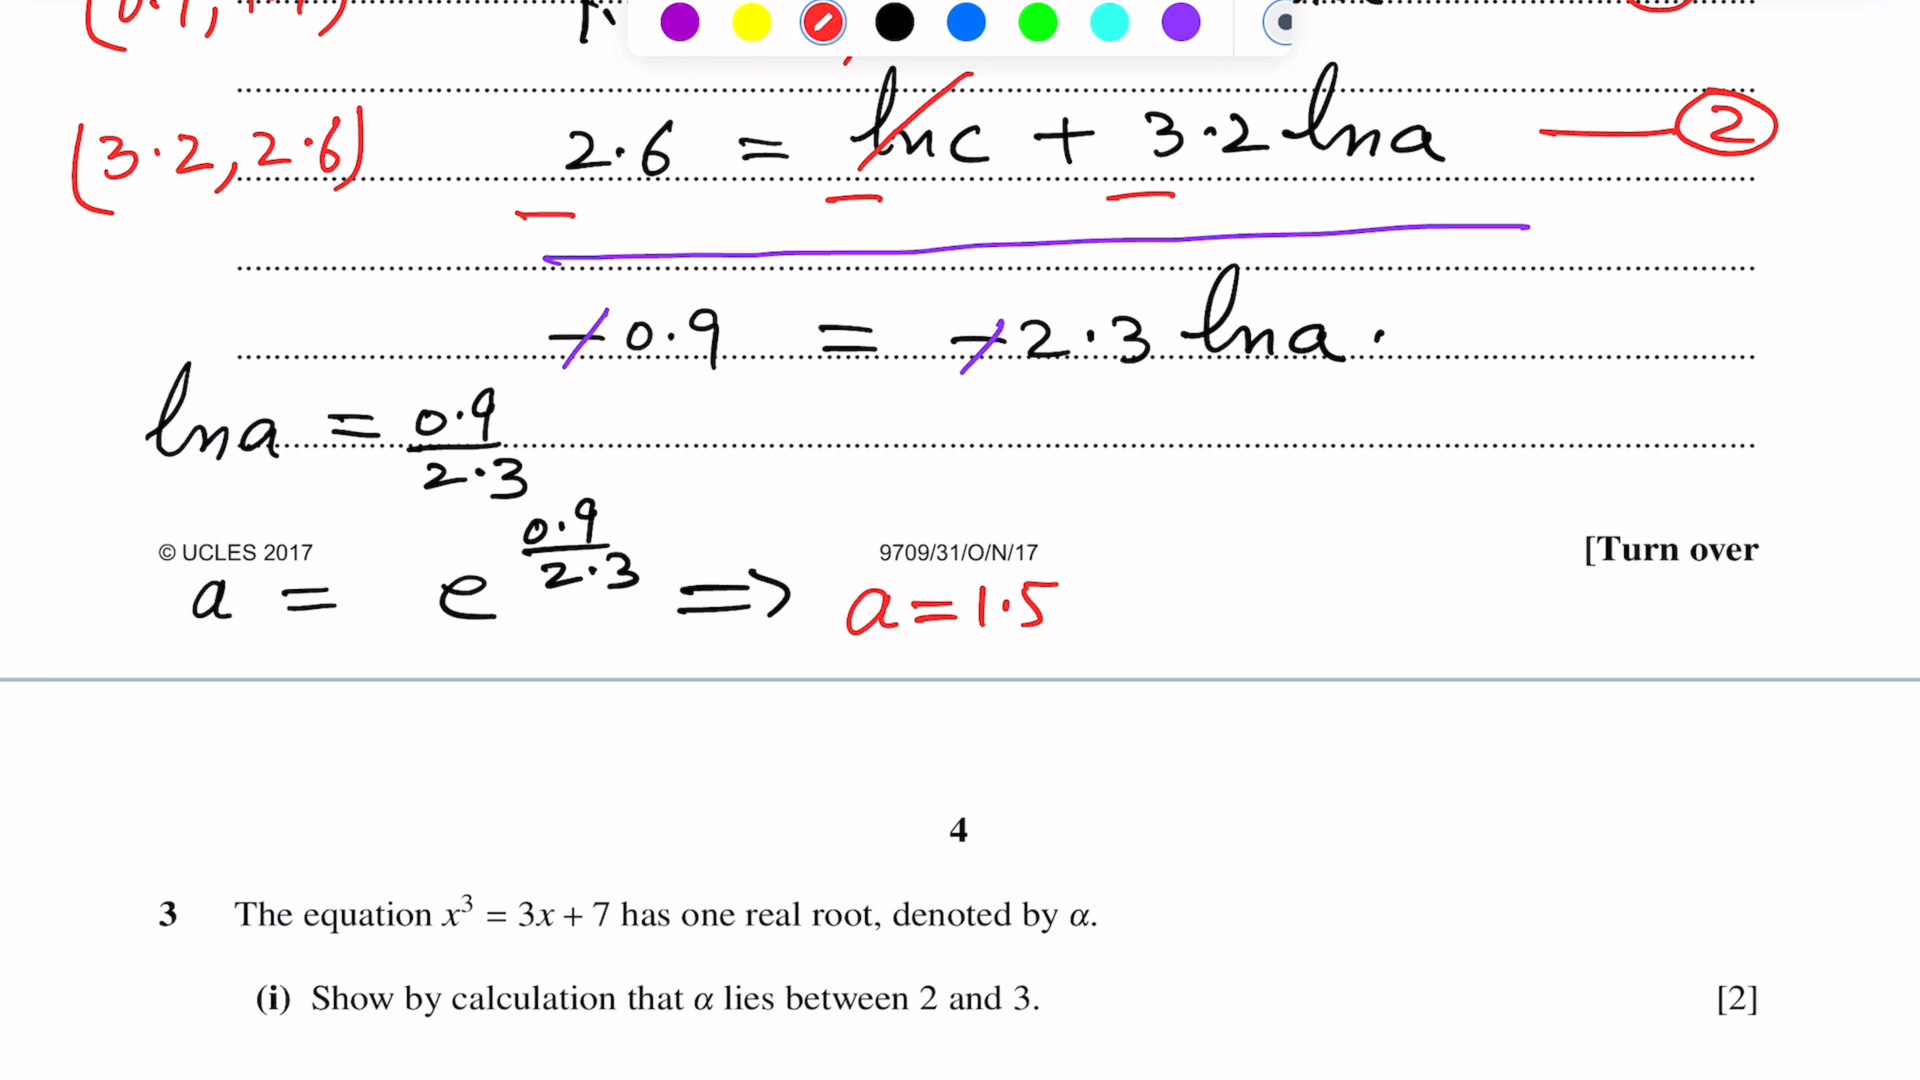 (3·2, 2·6) 2·6 = lnc + 3·2 lna ② 
-0·9 = -2·3 lna.
lna = 0·9/2·3
© UCLES 2017 9709/31/O/N/17 [Turn over
a = e^(0·9/2·3) => a = 1·5
4
3 The equation x³ = 3x + 7 has one real root, denoted by α.
(i) Show by calculation that α lies between 2 and 3. [2]